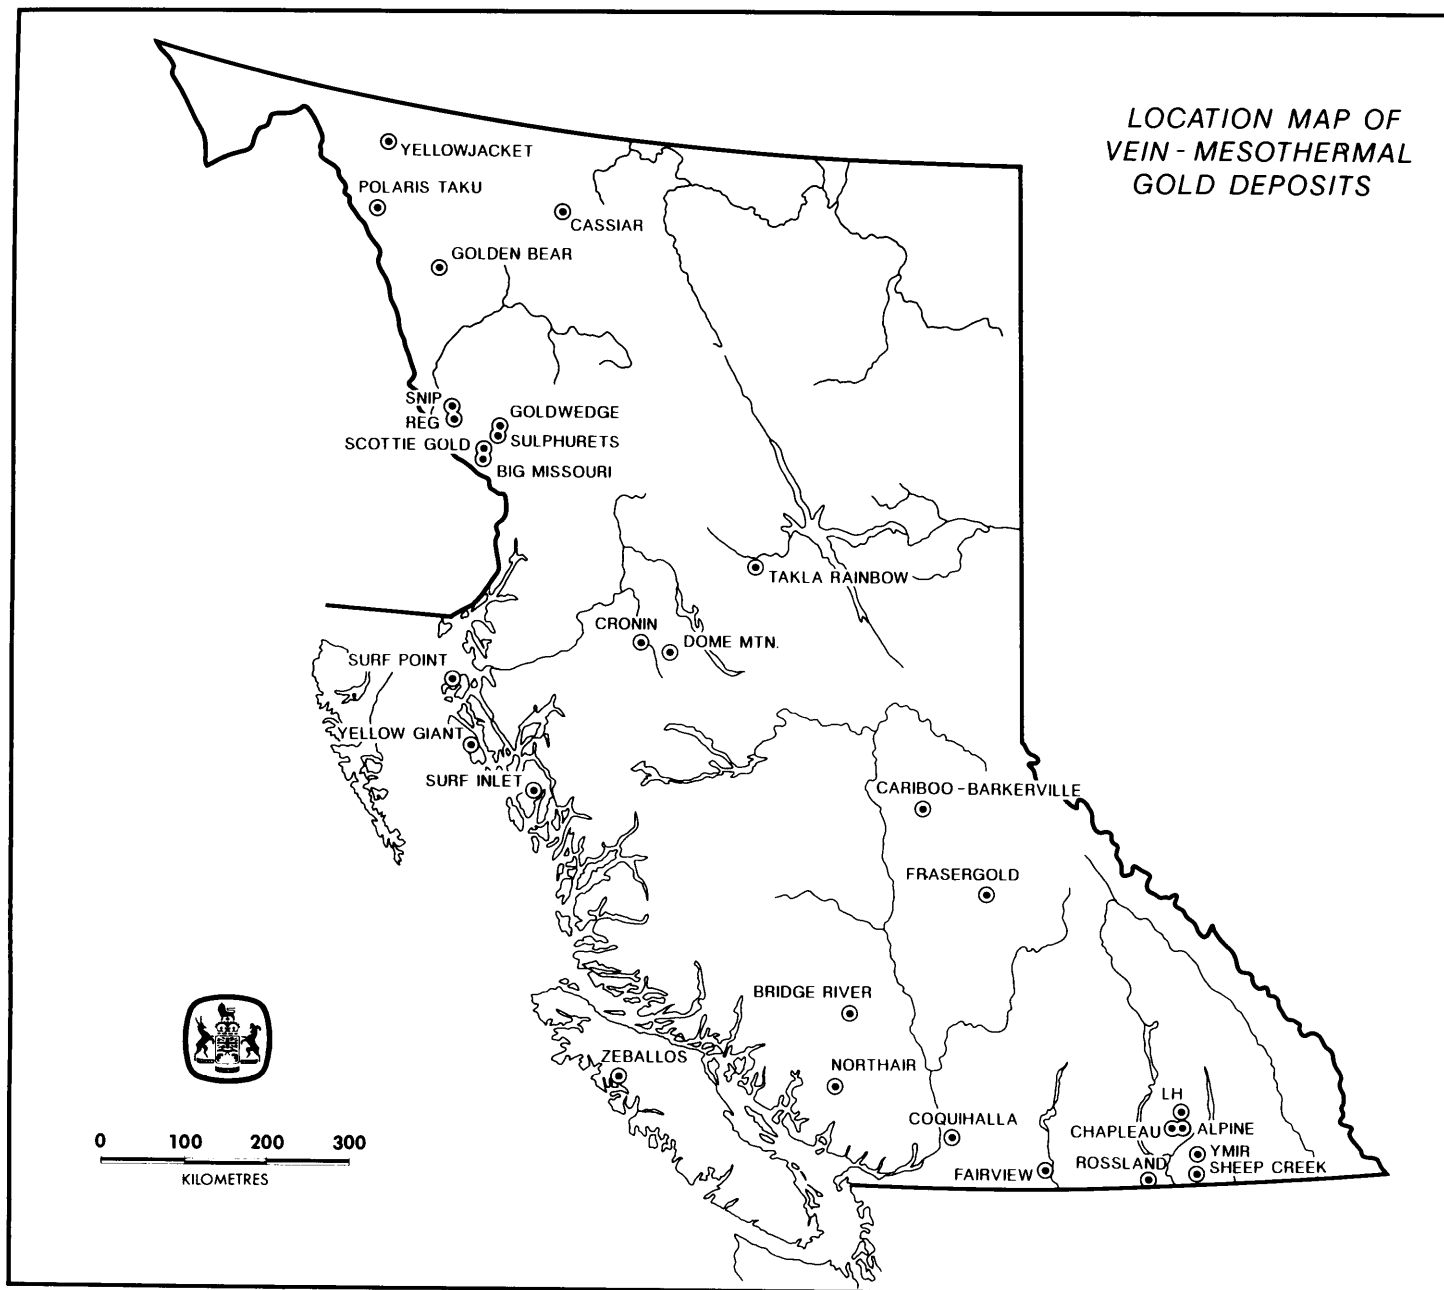 LOCATION MAP OF
VEIN - MESOTHERMAL
GOLD DEPOSITS
YELLOWJACKET
POLARIS TAKU
CASSIAR
GOLDEN BEAR
SNIP
REG
GOLDWEDGE
SCOTTIE GOLD
SULPHURETS
BIG MISSOURI
TAKLA RAINBOW
CRONIN
DOME MTN.
SURF POINT
YELLOW GIANT
SURF INLET
CARIBOO - BARKERVILLE
FRASERGOLD
BRIDGE RIVER
ZEBALLOS
NORTHAIR
LH
COQUIHALLA
CHAPLEAU
ALPINE
YMIR
FAIRVIEW
ROSSLAND
SHEEP CREEK
0 100 200 300
KILOMETRES